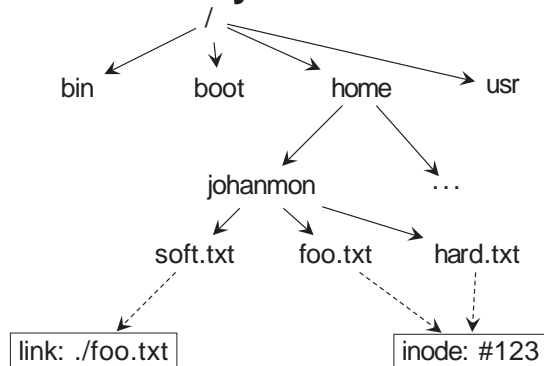 /
bin boot home usr
johanmon ...
soft.txt foo.txt hard.txt
link: ./foo.txt inode: #123